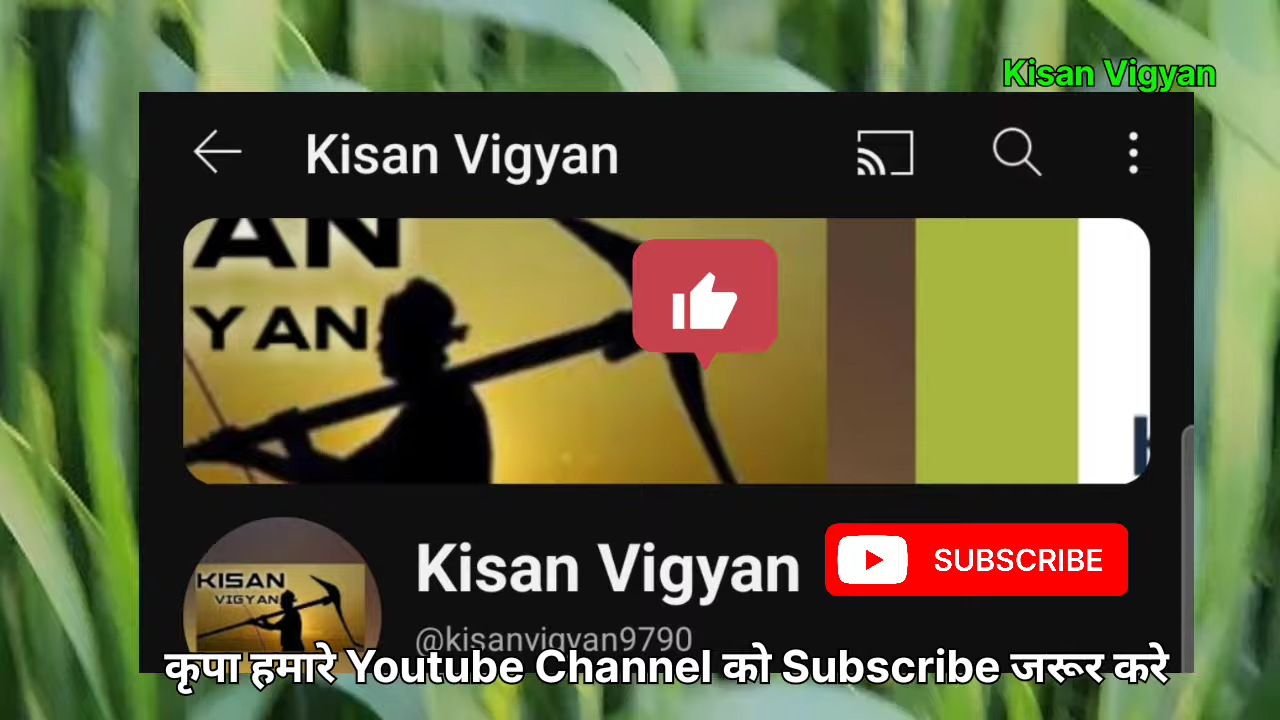 Kisan Vigyan
Kisan Vigyan
AN
YAN
Kisan Vigyan
SUBSCRIBE
KISAN
VIGYAN
@kisanvigyan9790
कृपा हमारे Youtube Channel को Subscribe जरूर करे